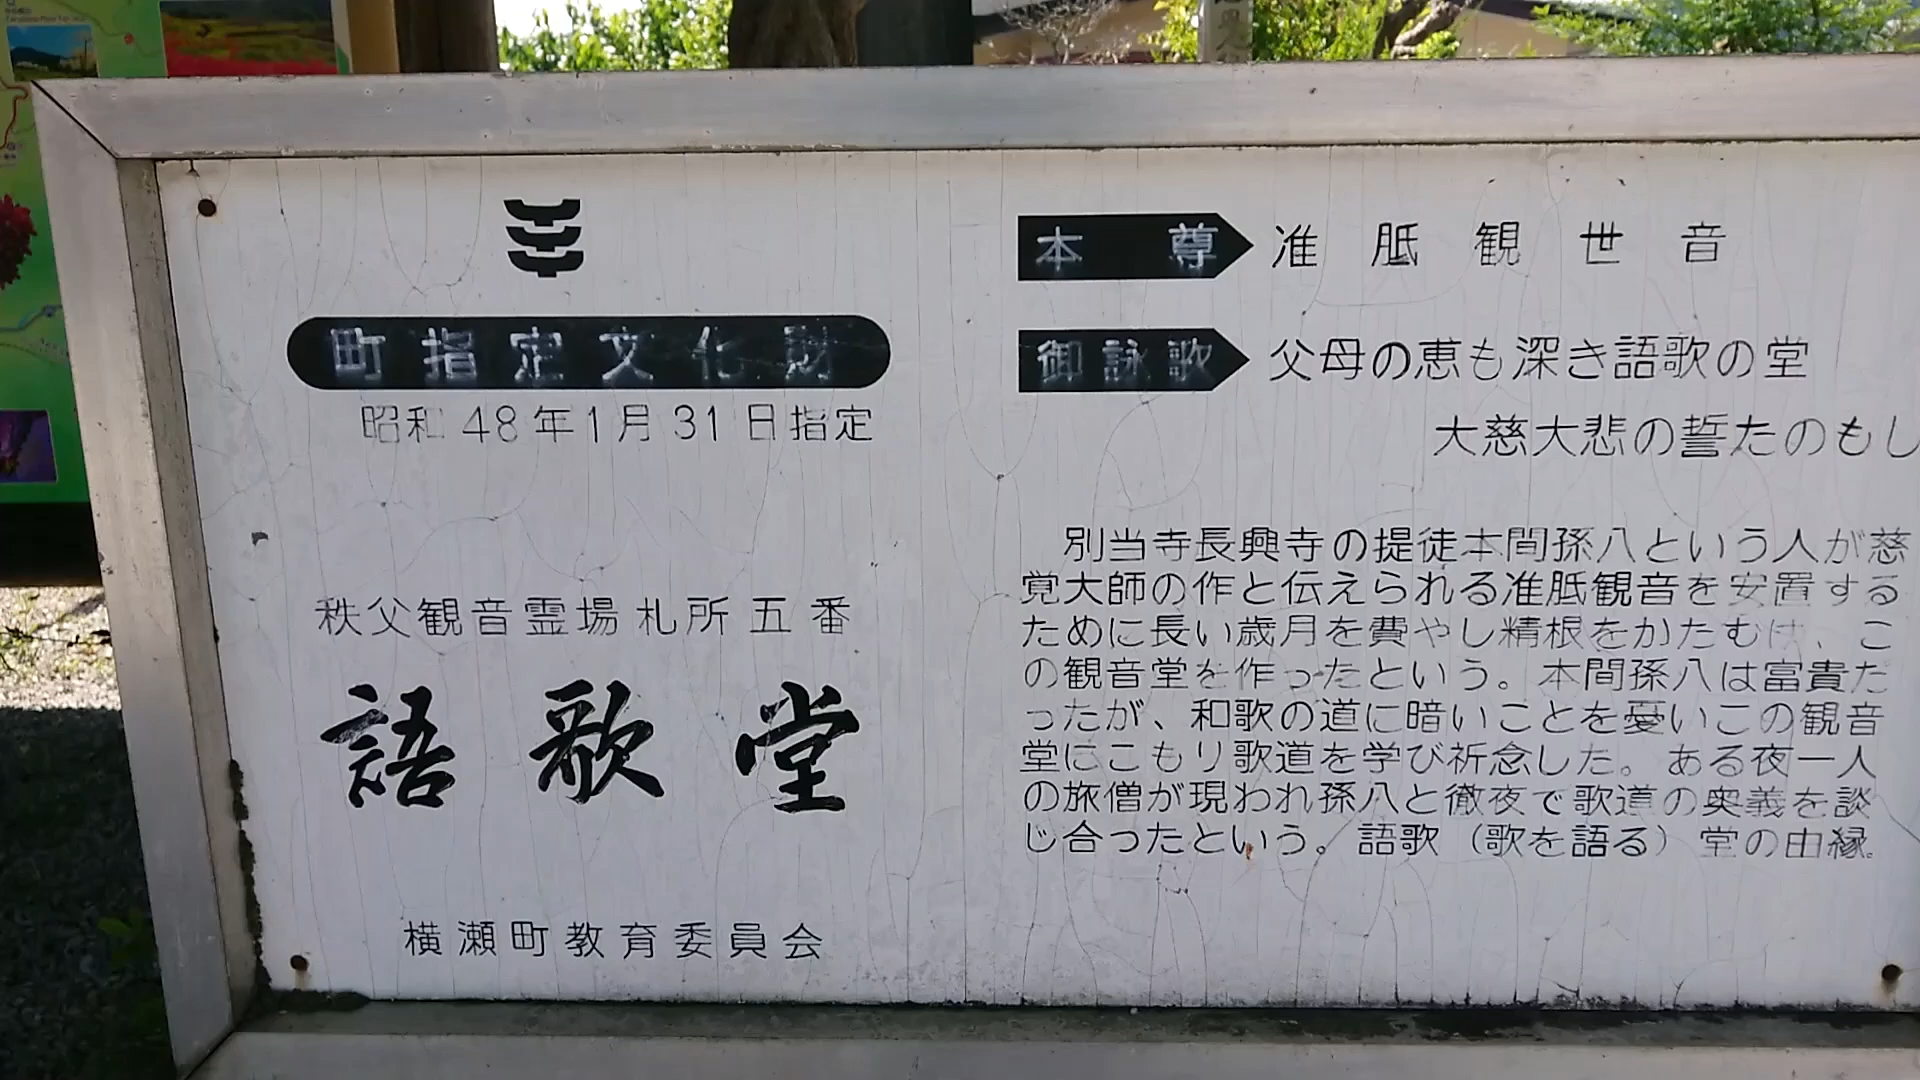 町指定文化財
昭和48年1月31日指定
秩父観音霊場札所五番
語歌堂
横瀬町教育委員会
本尊 准胝観世音
御詠歌 父母の恵も深き語歌の堂
大慈大悲の誓たのもし
別当寺長興寺の提徒本間孫八という人が慈
覚大師の作と伝えられる准胝観音を安置する
ために長い歳月を費やし精根をかたむけ、こ
の観音堂を作ったという。本間孫八は富貴だ
ったが、和歌の道に暗いことを憂いこの観音
堂にこもり歌道を学び祈念した。ある夜一人
の旅僧が現われ孫八と徹夜で歌道の奥義を談
じ合ったという。語歌（歌を語る）堂の由縁。